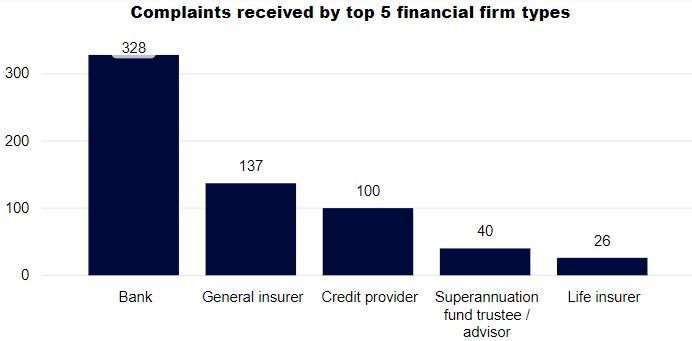 Complaints received by top 5 financial firm types
328
300
200
137
100
100
40
26
0
Bank
General insurer
Credit provider
Superannuation
fund trustee /
advisor
Life insurer